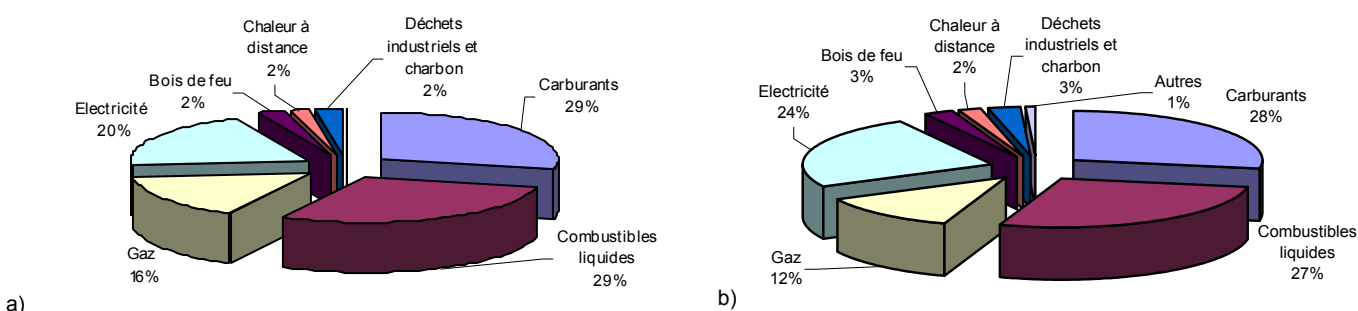 Chaleur à
distance
2%
Déchets
industriels et
charbon
2%
Bois de feu
2%
Carburants
29%
Electricité
20%
Gaz
16%
Combustibles
liquides
29%
a)
Chaleur à
distance
2%
Déchets
industriels et
charbon
3%
Bois de feu
3%
Autres
1%
Carburants
28%
Electricité
24%
Gaz
12%
Combustibles
liquides
27%
b)